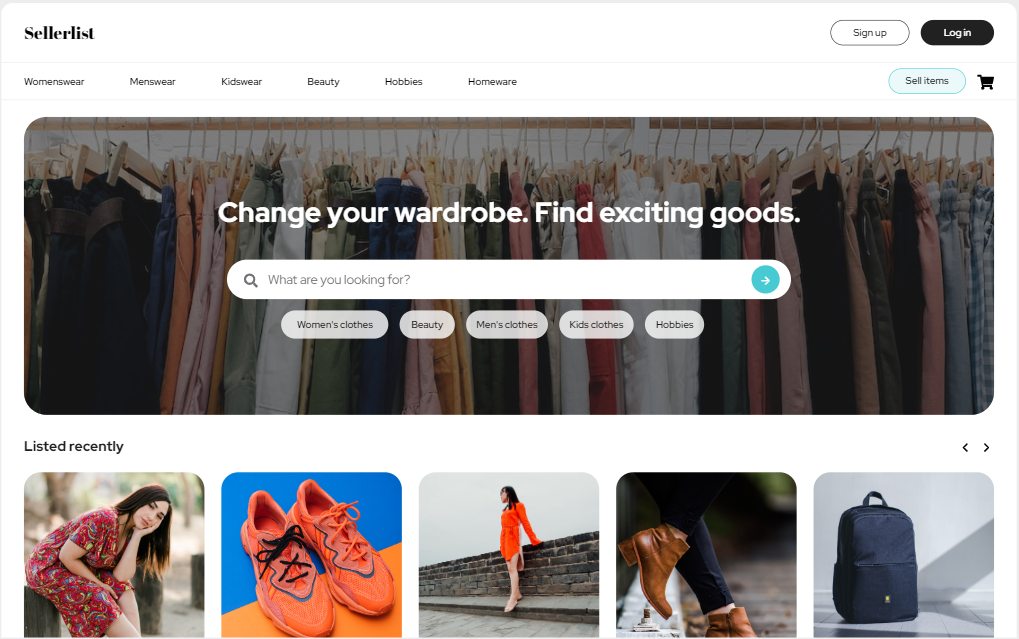 Sellerlist
Sign up
Log in
Womenswear
Menswear
Kidswear
Beauty
Hobbies
Homeware
Sell items
Change your wardrobe. Find exciting goods.
What are you looking for?
Women's clothes
Beauty
Men's clothes
Kids clothes
Hobbies
Listed recently